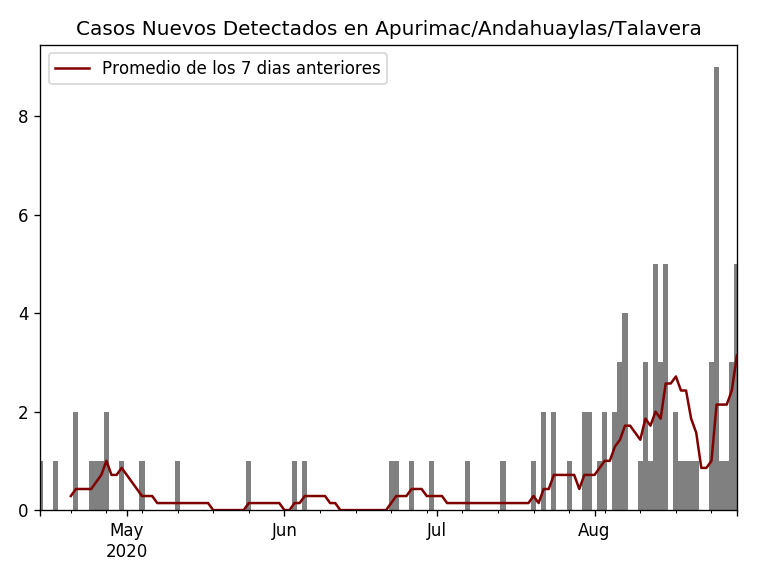 Casos Nuevos Detectados en Apurimac/Andahuaylas/Talavera
Promedio de los 7 dias anteriores
8
6
4
2
0
May
2020
Jun
Jul
Aug